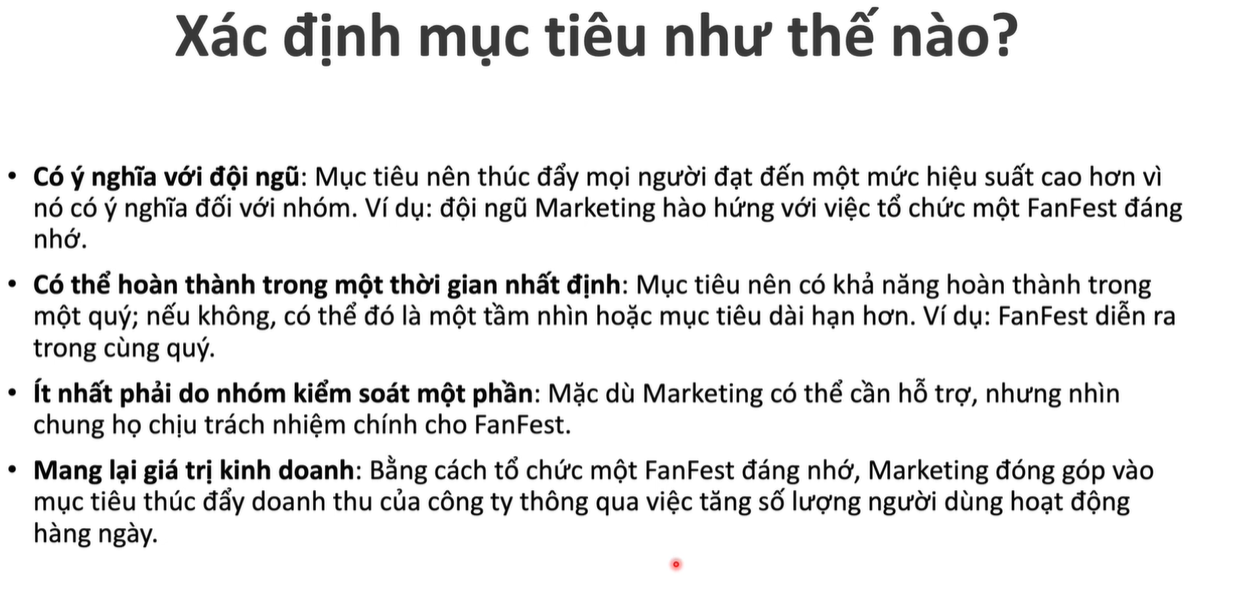 Xác định mục tiêu như thế nào?
• Có ý nghĩa với đội ngũ: Mục tiêu nên thúc đẩy mọi người đạt đến một mức hiệu suất cao hơn vì
nó có ý nghĩa đối với nhóm. Ví dụ: đội ngũ Marketing hào hứng với việc tổ chức một FanFest đáng
nhớ.
• Có thể hoàn thành trong một thời gian nhất định: Mục tiêu nên có khả năng hoàn thành trong
một quý; nếu không, có thể đó là một tầm nhìn hoặc mục tiêu dài hạn hơn. Ví dụ: FanFest diễn ra
trong cùng quý.
• Ít nhất phải do nhóm kiểm soát một phần: Mặc dù Marketing có thể cần hỗ trợ, nhưng nhìn
chung họ chịu trách nhiệm chính cho FanFest.
• Mang lại giá trị kinh doanh: Bằng cách tổ chức một FanFest đáng nhớ, Marketing đóng góp vào
mục tiêu thúc đẩy doanh thu của công ty thông qua việc tăng số lượng người dùng hoạt động
hàng ngày.